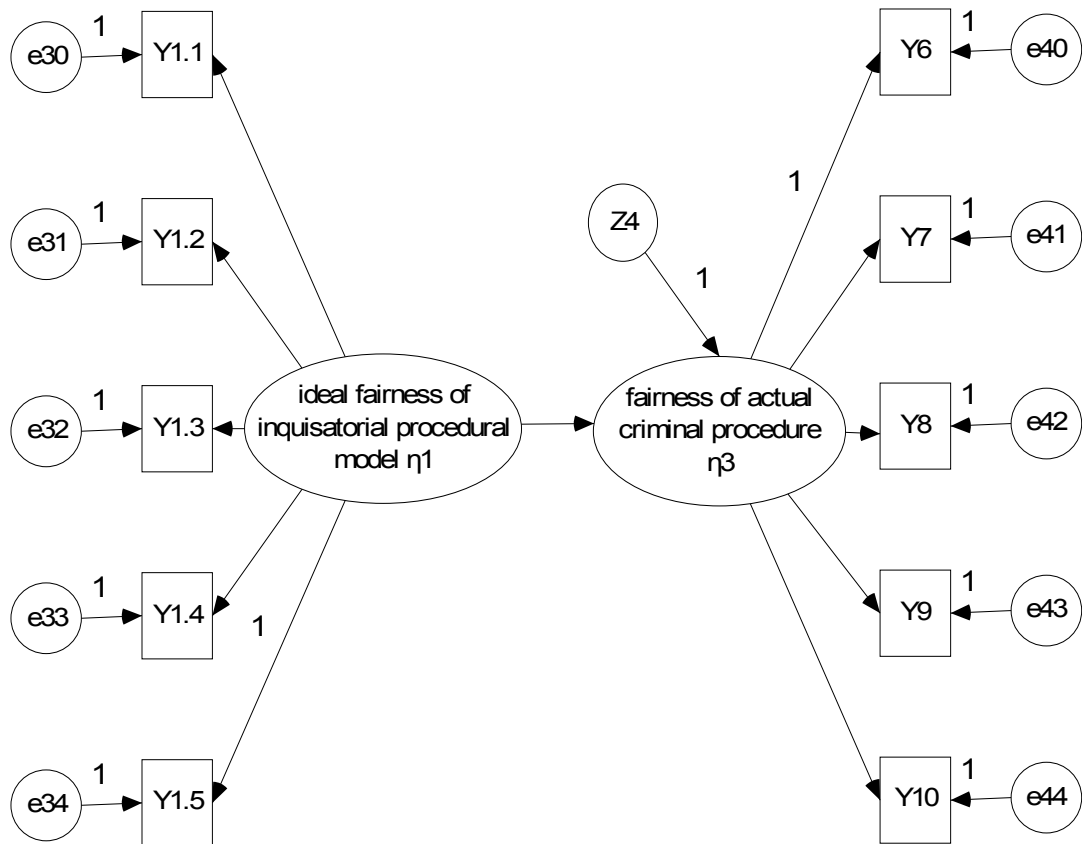 1
e30
Y1.1
1
e31
Y1.2
1
e32
Y1.3
1
e33
Y1.4
1
1
e34
Y1.5
ideal fairness of
inquisatorial procedural
model η1
Z4
1
fairness of actual
criminal procedure
η3
1
Y6
1
e40
Y7
1
e41
Y8
1
e42
Y9
1
e43
Y10
1
e44